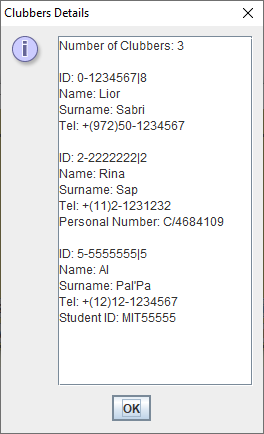 Clubbers Details
Number of Clubbers: 3
ID: 0-1234567|8
Name: Lior
Surname: Sabri
Tel: +(972)50-1234567
ID: 2-2222222|2
Name: Rina
Surname: Sap
Tel: +(11)2-1231232
Personal Number: C/4684109
ID: 5-5555555|5
Name: Al
Surname: Pal'Pa
Tel: +(12)12-1234567
Student ID: MIT55555
OK